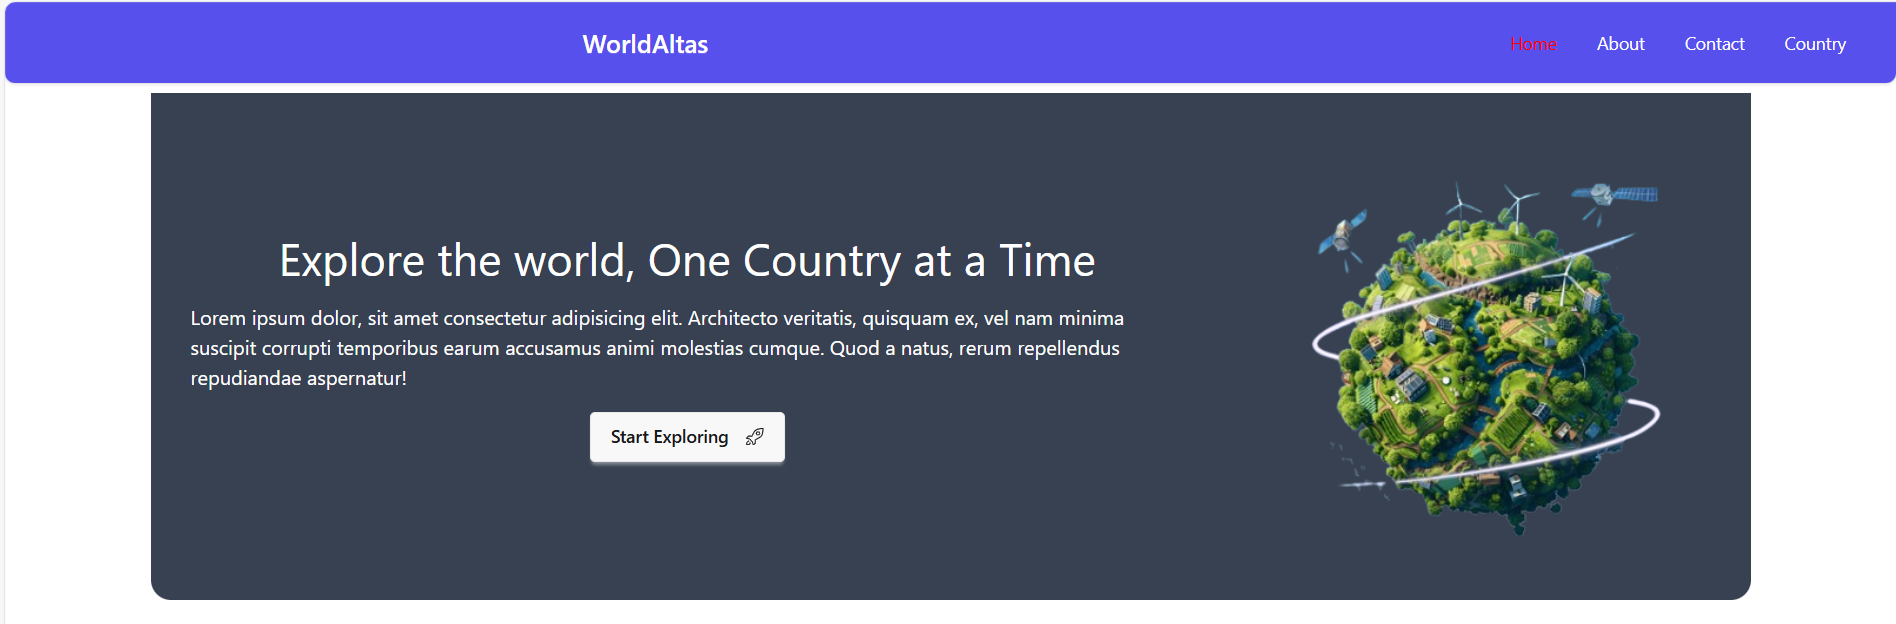 WorldAltas
Home
About
Contact
Country
Explore the world, One Country at a Time
Lorem ipsum dolor, sit amet consectetur adipisicing elit. Architecto veritatis, quisquam ex, vel nam minima
suscipit corrupti temporibus earum accusamus animi molestias cumque. Quod a natus, rerum repellendus
repudiandae aspernatur!
Start Exploring